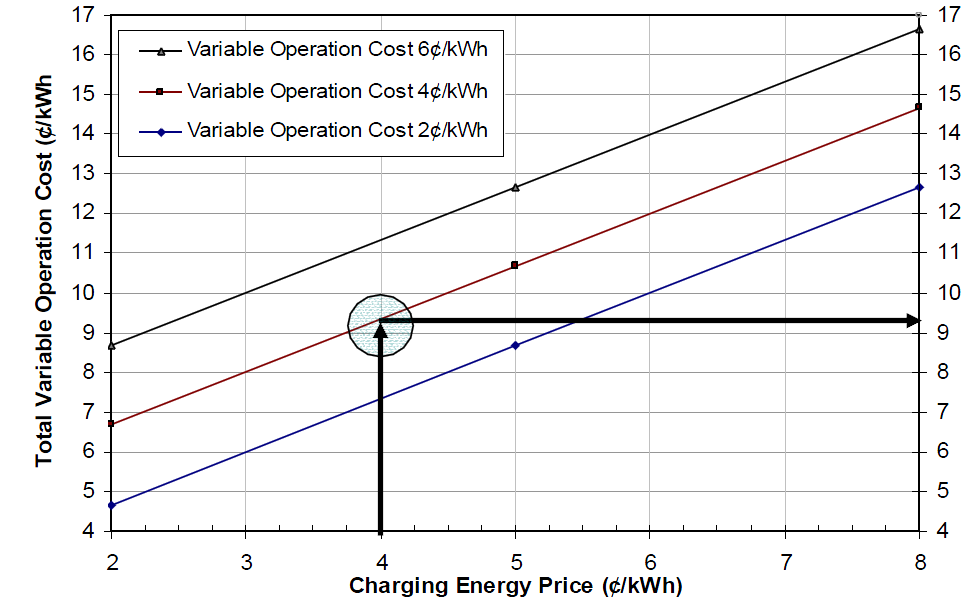 Variable Operation Cost 6¢/kWh
Variable Operation Cost 4¢/kWh
Variable Operation Cost 2¢/kWh
Total Variable Operation Cost (¢/kWh)
17 17
16 16
15 15
14 14
13 13
12 12
11 11
10 10
9 9
8 8
7 7
6 6
5 5
4 4
2 3 4 5 6 7 8
Charging Energy Price (¢/kWh)